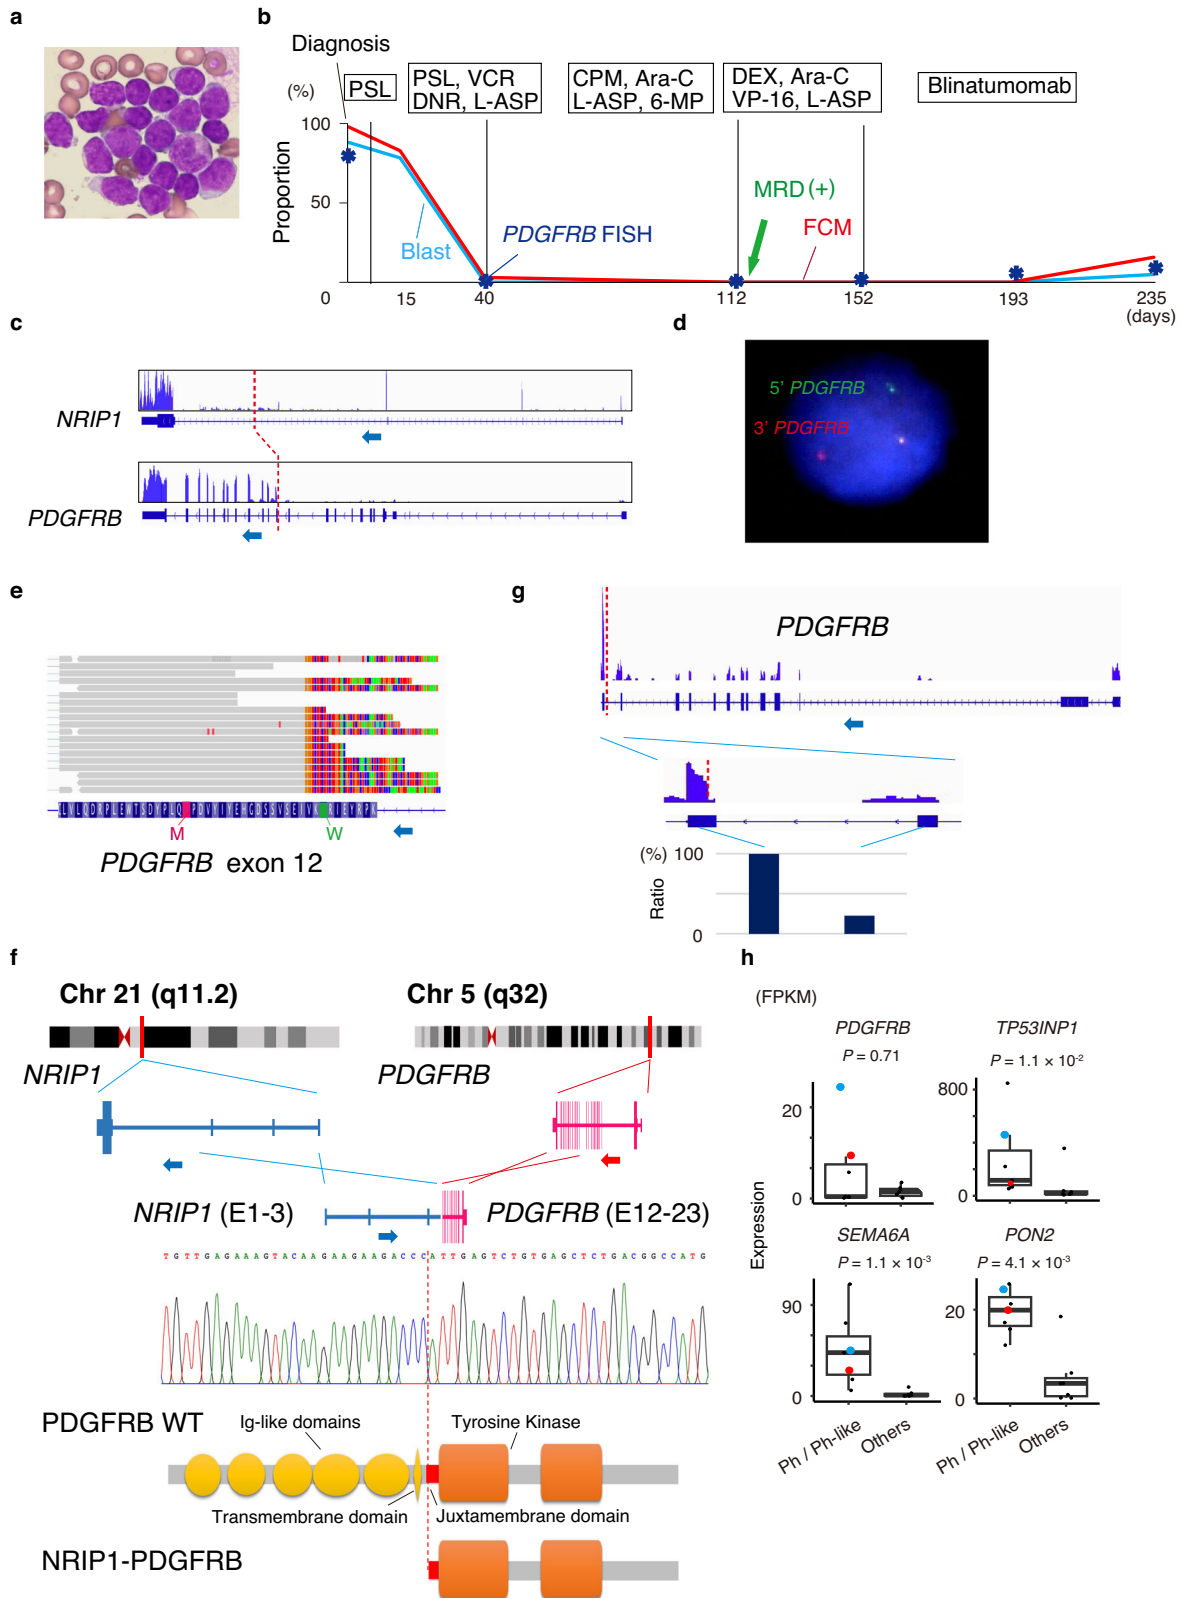 a
b
Diagnosis
(%)
PSL
PSL, VCR
DNR, L-ASP
CPM, Ara-C
L-ASP, 6-MP
DEX, Ara-C
VP-16, L-ASP
Blinatumomab
Proportion
100
50
0
Blast
PDGFRB FISH
MRD (+)
FCM
15
40
112
152
193
235
(days)
c
NRIP1
PDGFRB
d
5' PDGFRB
3' PDGFRB
e
M
W
PDGFRB exon 12
g
PDGFRB
(%)
100
0
Ratio
f
Chr 21 (q11.2)
Chr 5 (q32)
NRIP1
PDGFRB
NRIP1 (E1-3)
PDGFRB (E12-23)
TGTTGAGAAAGTACAAGAAGAAGACCCATTGAGTCTGTGAGCTCTGACGGCCATG
PDGFRB WT
Ig-like domains
Tyrosine Kinase
Transmembrane domain
Juxtamembrane domain
NRIP1-PDGFRB
h
(FPKM)
Expression
PDGFRB
P = 0.71
20
0
TP53INP1
P = 1.1 × 10-2
800
0
SEMA6A
P = 1.1 × 10-3
90
0
PON2
P = 4.1 × 10-3
20
0
Ph / Ph-like
Others
Ph / Ph-like
Others